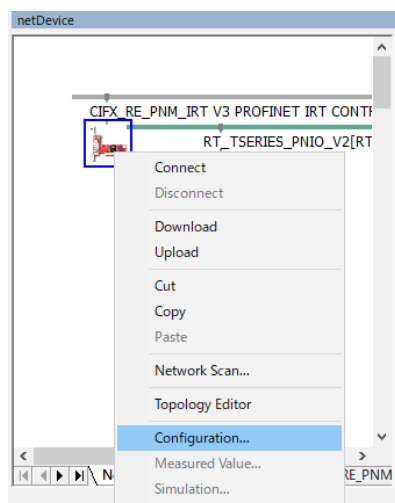 netDevice
CIFX_RE_PNM_IRT V3 PROFINET IRT CONTR
RT_TSERIES_PNIO_V2[RT
Connect
Disconnect
Download
Upload
Cut
Copy
Paste
Network Scan...
Topology Editor
Configuration...
Measured Value...
RE_PNM
Simulation...